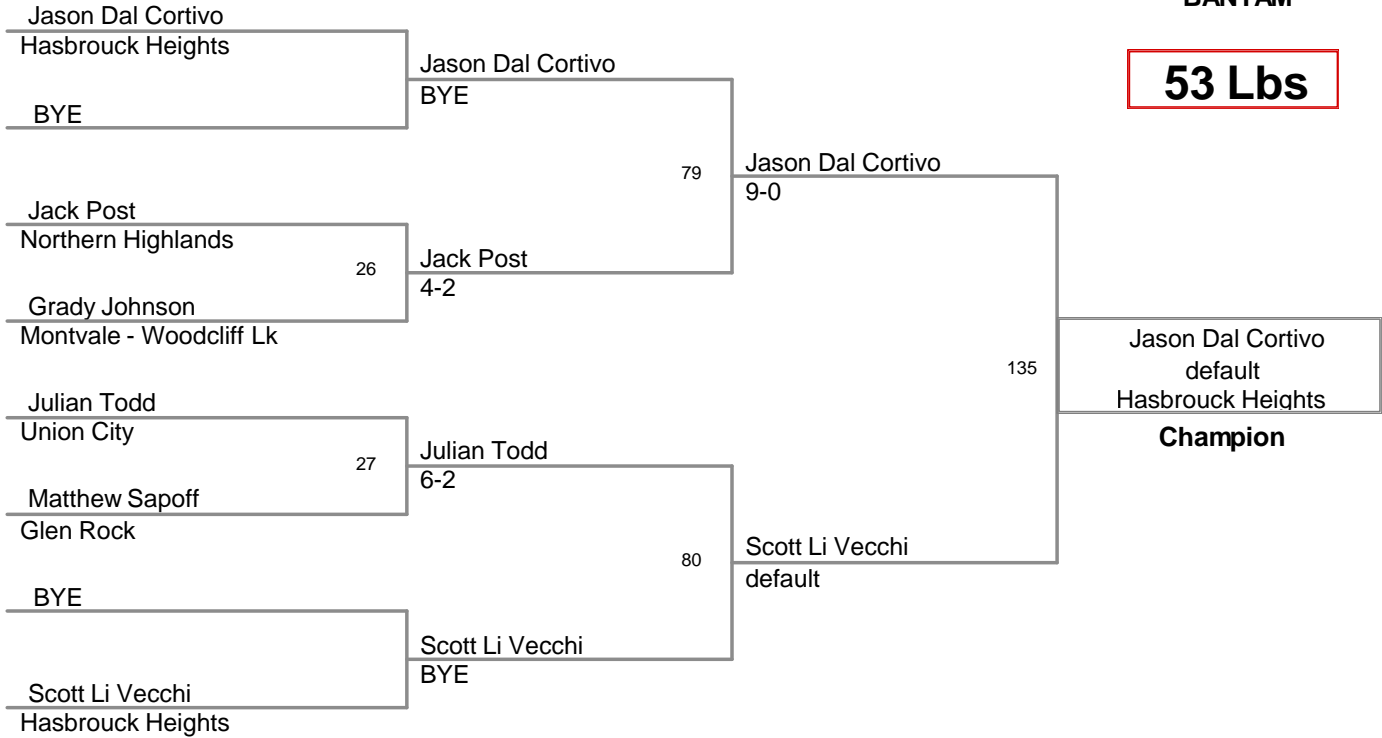 BANTAM
53 Lbs
Jason Dal Cortivo
Hasbrouck Heights
BYE
Jack Post
Northern Highlands
26
Grady Johnson
Montvale - Woodcliff Lk
Julian Todd
Union City
27
Matthew Sapoff
Glen Rock
BYE
Scott Li Vecchi
Hasbrouck Heights
Jason Dal Cortivo
BYE
79
Jack Post
4-2
Julian Todd
6-2
80
Scott Li Vecchi
BYE
Jason Dal Cortivo
9-0
135
Scott Li Vecchi
default
Jason Dal Cortivo
default
Hasbrouck Heights
Champion